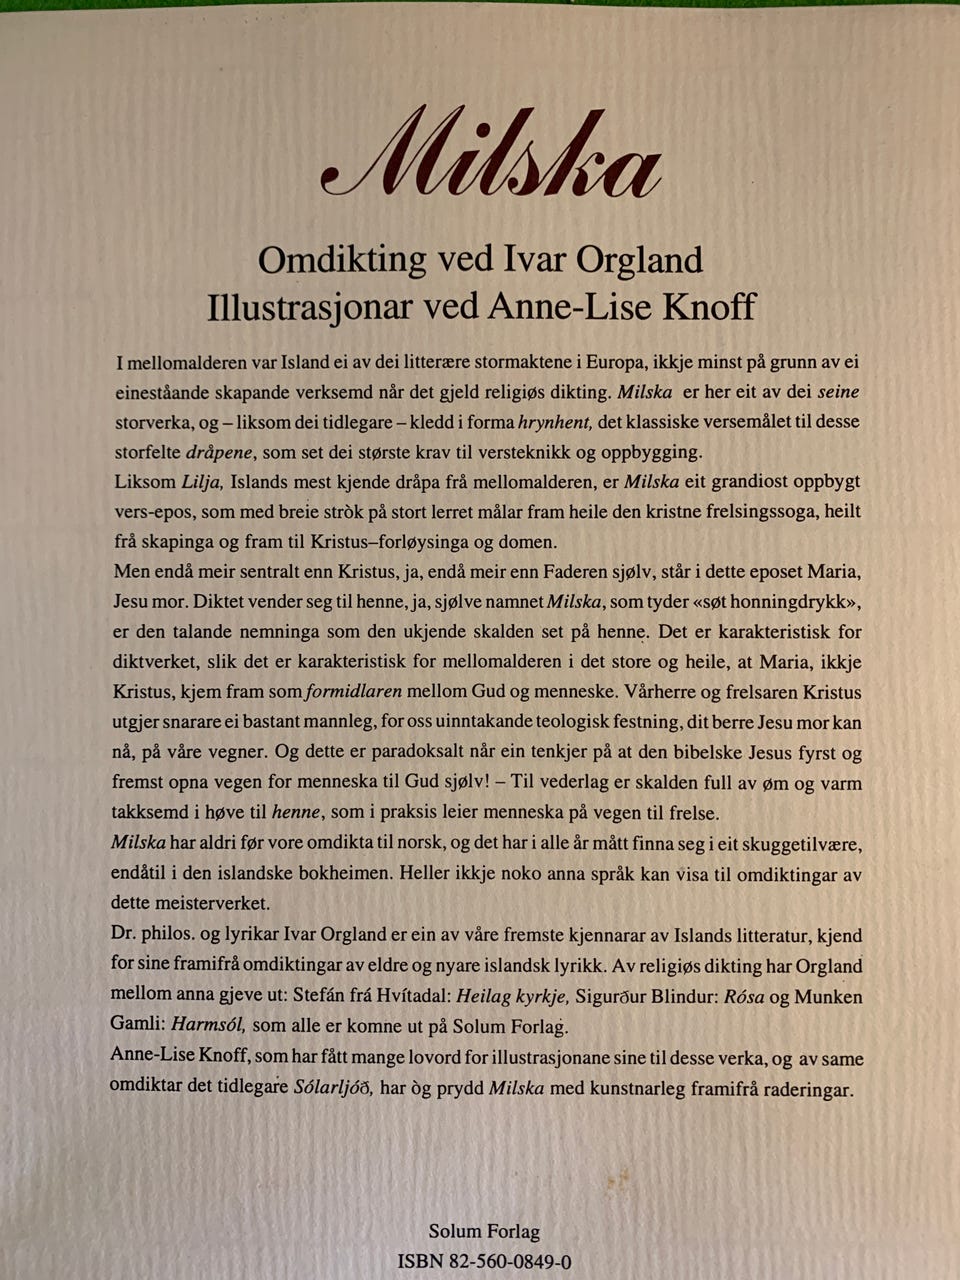 Milska
Omdikting ved Ivar Orgland
Illustrasjonar ved Anne-Lise Knoff
I mellomalderen var Island ei av dei litterære stormaktene i Europa, ikkje minst på grunn av ei
eineståande skapande verksemd når det gjeld religiøs dikting. Milska er her eit av dei seine
storverka, og – liksom dei tidlegare – kledd i forma hrynhent, det klassiske versemålet til desse
storfelte dråpene, som set dei største krav til versteknikk og oppbygging.
Liksom Lilja, Islands mest kjende dråpa frå mellomalderen, er Milska eit grandiost oppbygt
vers-epos, som med breie stròk på stort lerret målar fram heile den kristne frelsingssoga, heilt
frå skapinga og fram til Kristus–forløysinga og domen.
Men endå meir sentralt enn Kristus, ja, endå meir enn Faderen sjølv, står i dette eposet Maria,
Jesu mor. Diktet vender seg til henne, ja, sjølve namnet Milska, som tyder «søt honningdrykk»,
er den talande nemninga som den ukjende skalden set på henne. Det er karakteristisk for
diktverket, slik det er karakteristisk for mellomalderen i det store og heile, at Maria, ikkje
Kristus, kjem fram som formidlaren mellom Gud og menneske. Vårherre og frelsaren Kristus
utgjer snarare ei bastant mannleg, for oss uinntakande teologisk festning, dit berre Jesu mor kan
nå, på våre vegner. Og dette er paradoksalt når ein tenkjer på at den bibelske Jesus fyrst og
fremst opna vegen for menneska til Gud sjølv! – Til vederlag er skalden full av øm og varm
takksemd i høve til henne, som i praksis leier menneska på vegen til frelse.
Milska har aldri før vore omdikta til norsk, og det har i alle år mått finna seg i eit skuggetilvære,
endåtil i den islandske bokheimen. Heller ikkje noko anna språk kan visa til omdiktingar av
dette meisterverket.
Dr. philos. og lyrikar Ivar Orgland er ein av våre fremste kjennarar av Islands litteratur, kjend
for sine framifrå omdiktingar av eldre og nyare islandsk lyrikk. Av religiøs dikting har Orgland
mellom anna gjeve ut: Stefán frá Hvítadal: Heilag kyrkje, Sigurður Blindur: Rósa og Munken
Gamli: Harmsól, som alle er komne ut på Solum Forlag.
Anne-Lise Knoff, som har fått mange lovord for illustrasjonane sine til desse verka, og av same
omdiktar det tidlegare Sólarljóð, har òg prydd Milska med kunstnarleg framifrå raderingar.
Solum Forlag
ISBN 82-560-0849-0